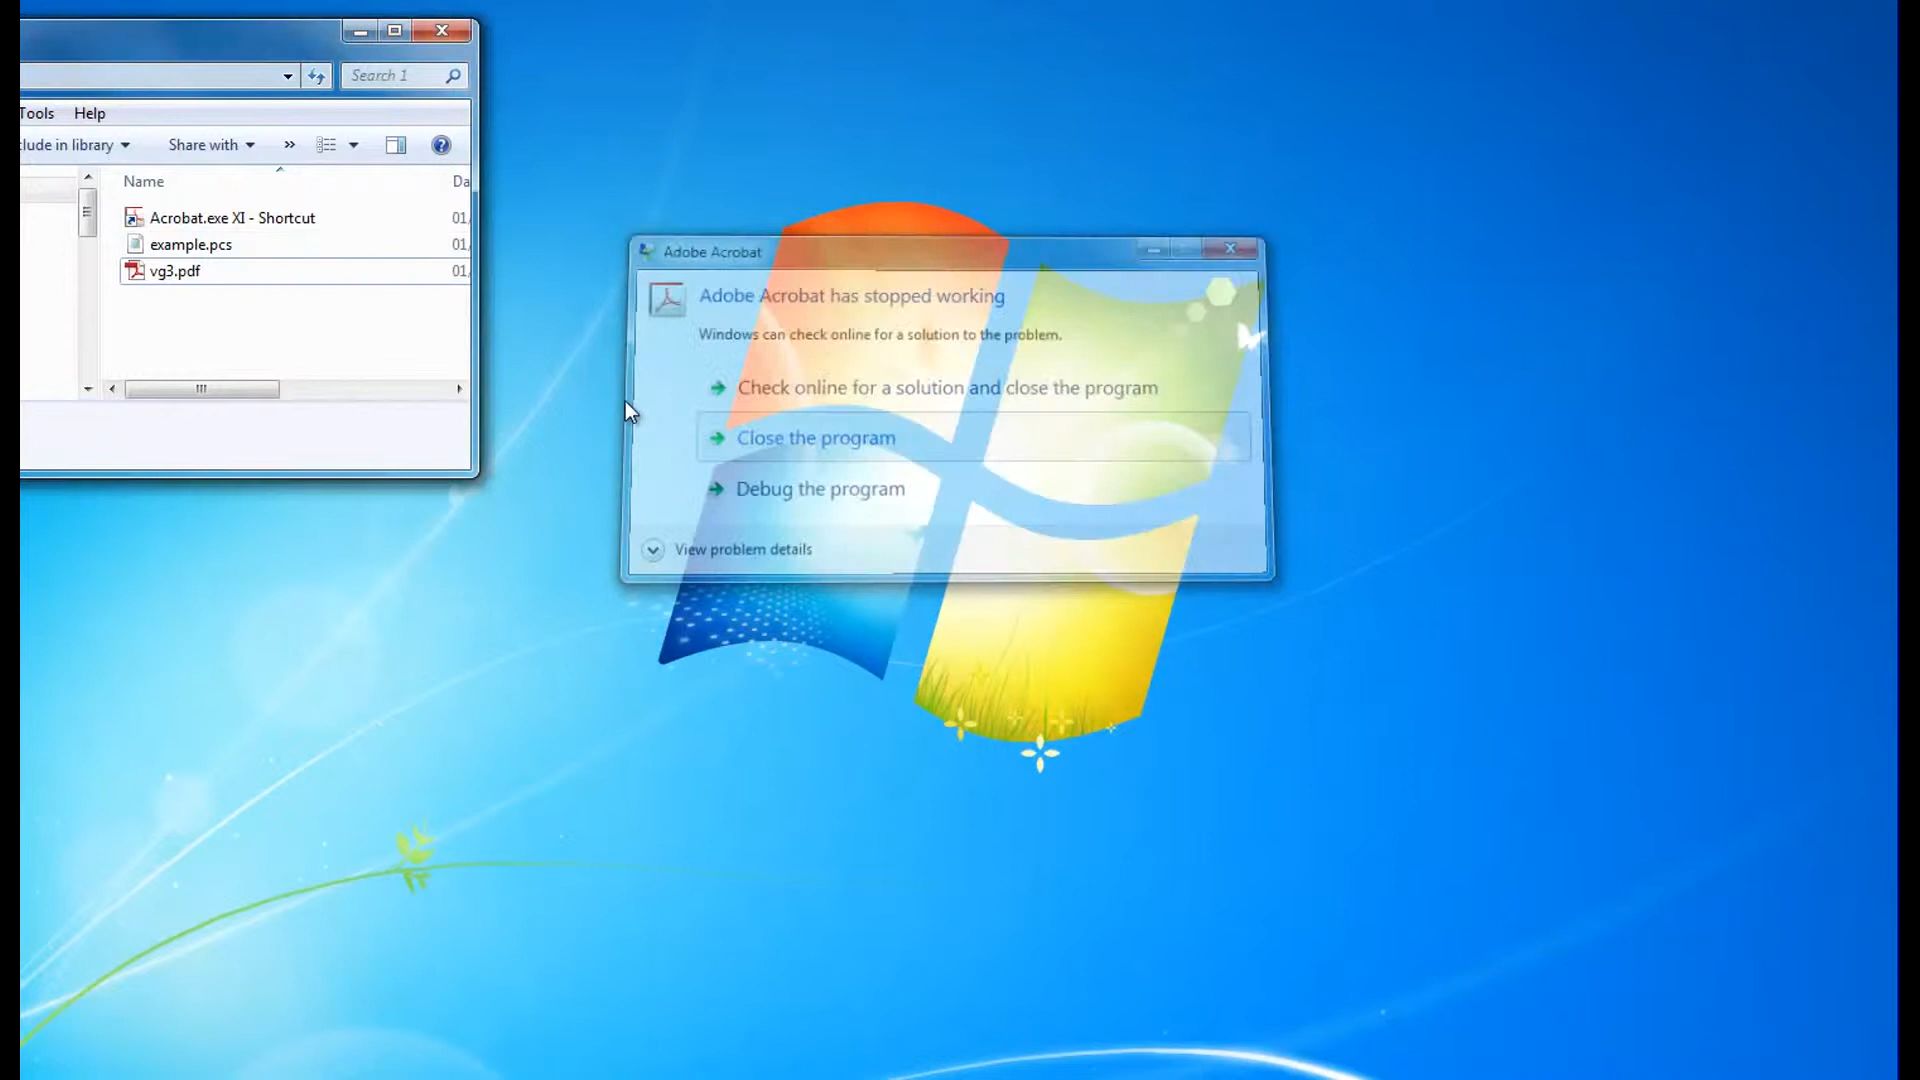 Search 1
Tools Help
clude in library Share with »
Name Da
Acrobat.exe XI - Shortcut 01/
example.pcs 01/
vg3.pdf 01/
Adobe Acrobat
Adobe Acrobat has stopped working
Windows can check online for a solution to the problem.
Check online for a solution and close the program
Close the program
Debug the program
View problem details